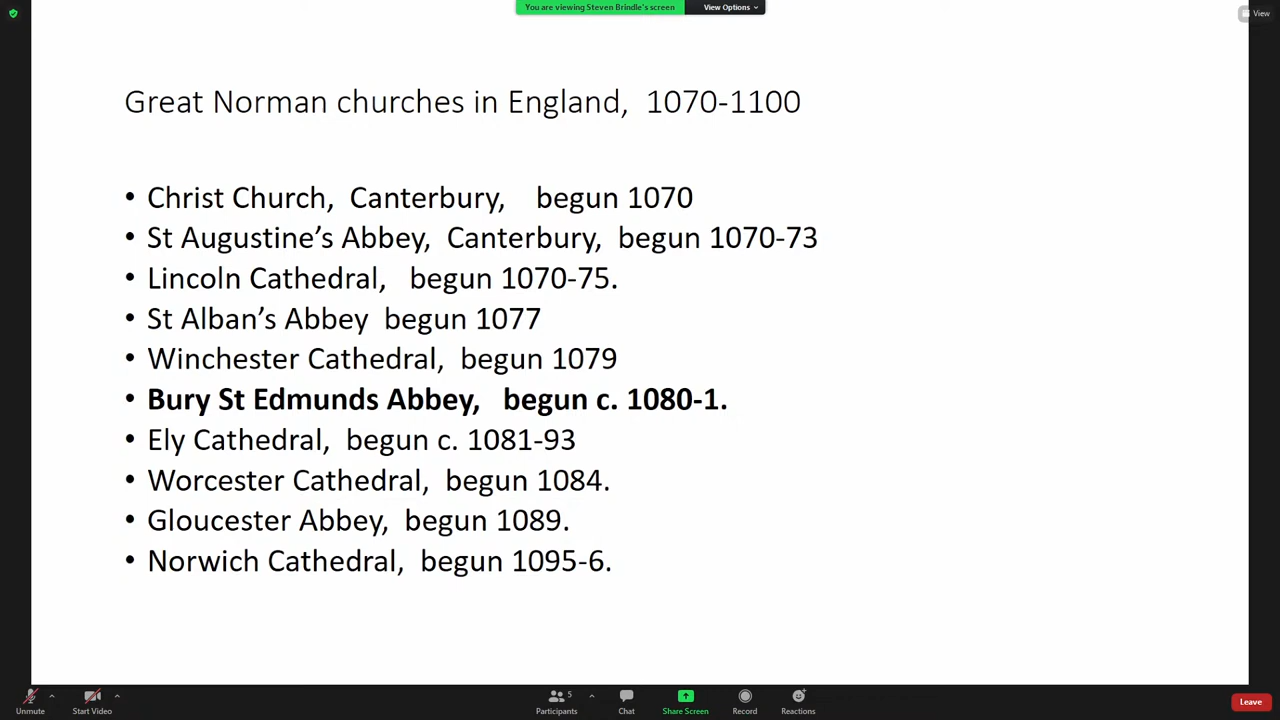 You are viewing Steven Brindle's screen
View Options
View
Great Norman churches in England, 1070-1100
• Christ Church, Canterbury, begun 1070
• St Augustine’s Abbey, Canterbury, begun 1070-73
• Lincoln Cathedral, begun 1070-75.
• St Alban’s Abbey begun 1077
• Winchester Cathedral, begun 1079
• Bury St Edmunds Abbey, begun c. 1080-1.
• Ely Cathedral, begun c. 1081-93
• Worcester Cathedral, begun 1084.
• Gloucester Abbey, begun 1089.
• Norwich Cathedral, begun 1095-6.
5
Unmute Start Video Participants Chat Share Screen Record Reactions Leave